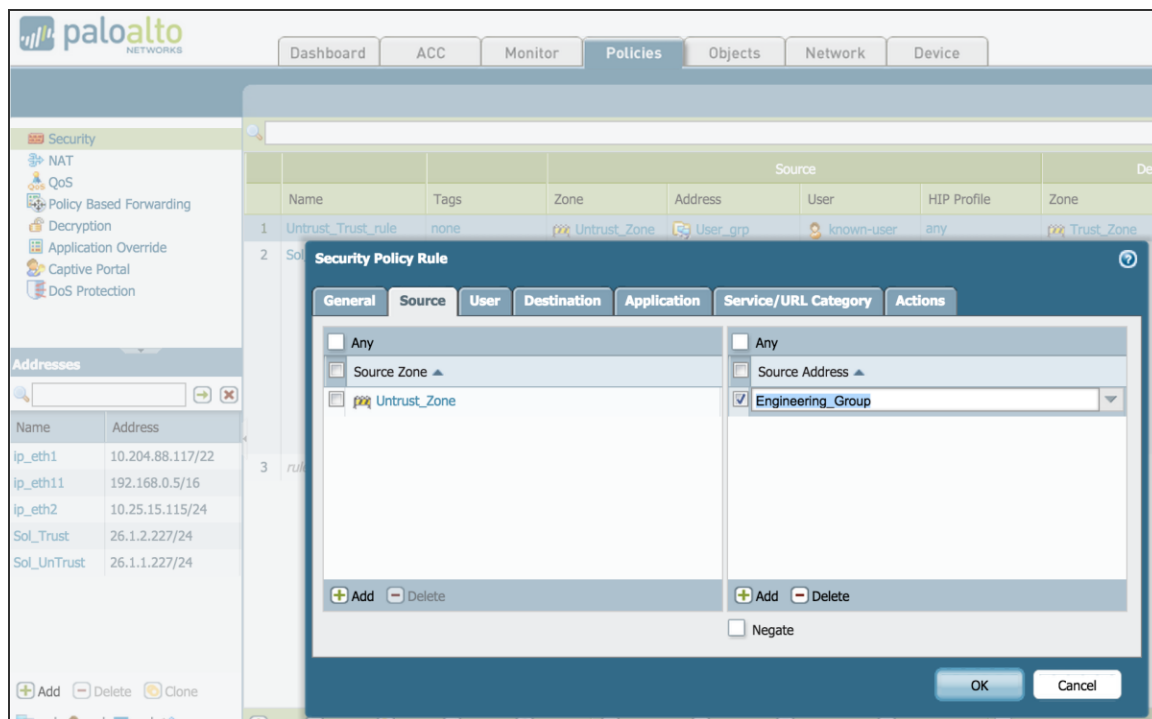 paloalto
NETWORKS
Dashboard ACC Monitor Policies Objects Network Device
Security
NAT
QoS
Policy Based Forwarding
Decryption
Application Override
Captive Portal
DoS Protection
Source
Name Tags Zone Address User HIP Profile Zone
1 Untrust_Trust_rule none Untrust_Zone User_grp known-user any Trust_Zone
2 Sol
3
Security Policy Rule
General Source User Destination Application Service/URL Category Actions
Any
Source Zone
Untrust_Zone
Add Delete
Any
Source Address
Engineering_Group
Add Delete
Negate
OK Cancel
Addresses
Name Address
ip_eth1 10.204.88.117/22
ip_eth11 192.168.0.5/16
ip_eth2 10.25.15.115/24
Sol_Trust 26.1.2.227/24
Sol_UnTrust 26.1.1.227/24
Add Delete Clone